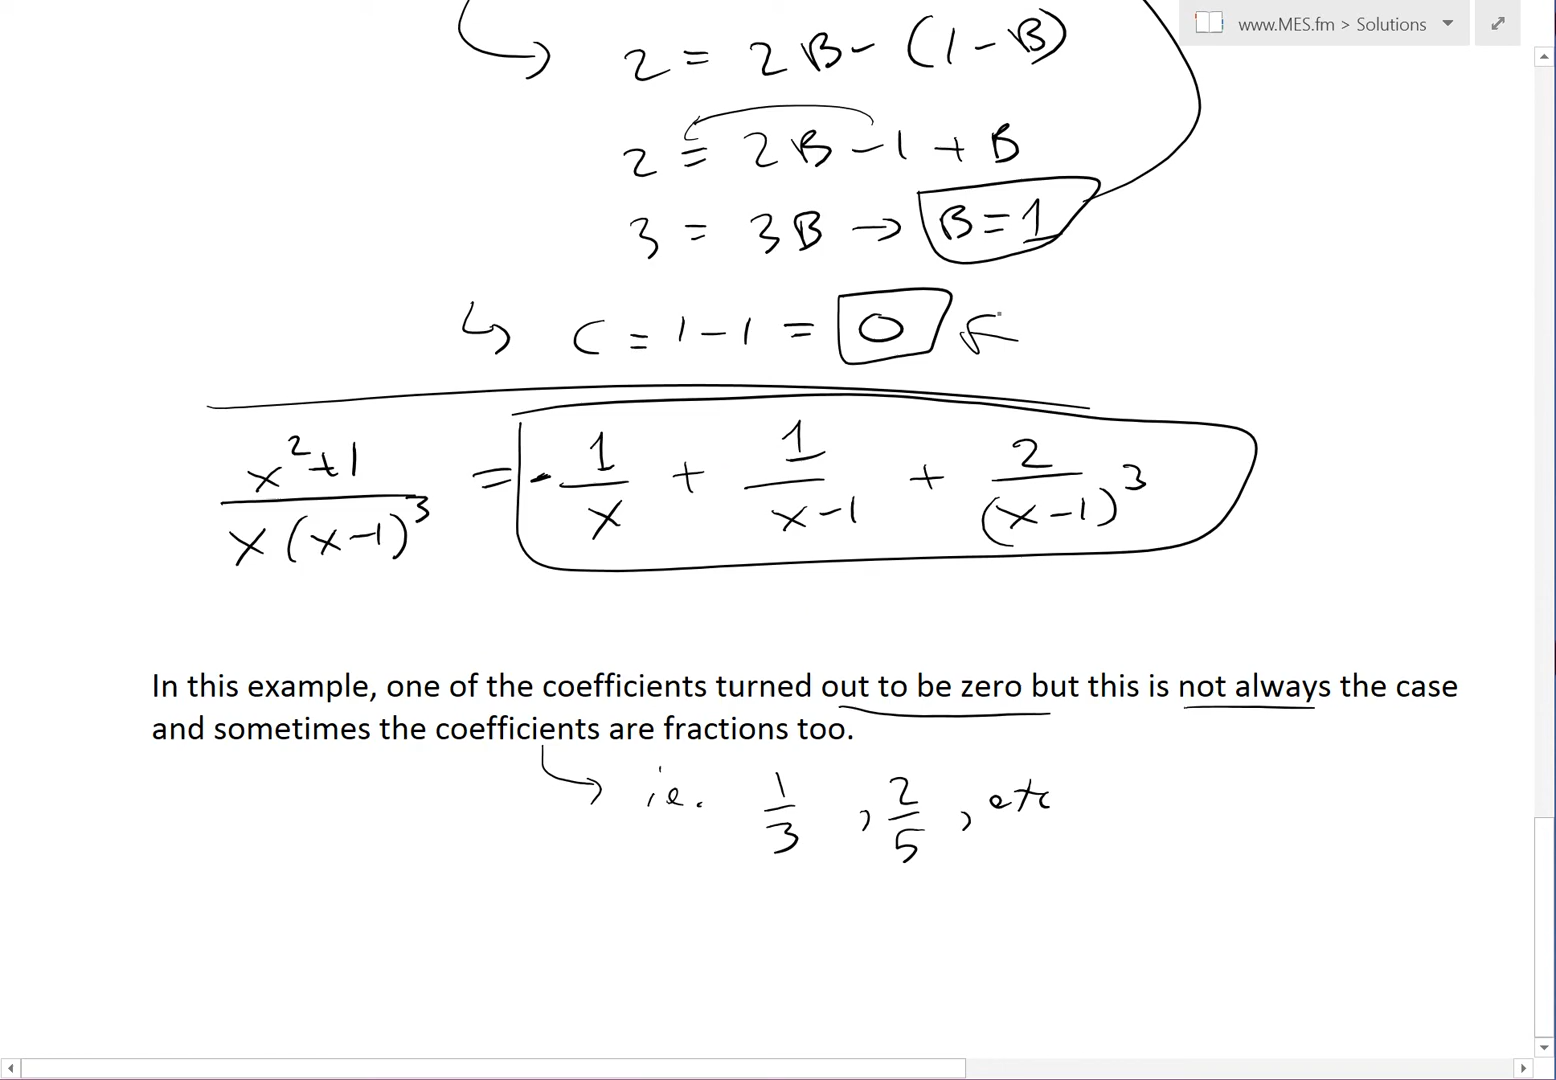 www.MES.fm > Solutions
2 = 2B - (1 - B)
2 = 2B - 1 + B
3 = 3B → B = 1
↳ C = 1 - 1 = 0
x²+1 / x(x-1)³ = - 1/x + 1/x-1 + 2/(x-1)³
In this example, one of the coefficients turned out to be zero but this is not always the case
and sometimes the coefficients are fractions too.
→ ie. 1/3 , 2/5 , etc